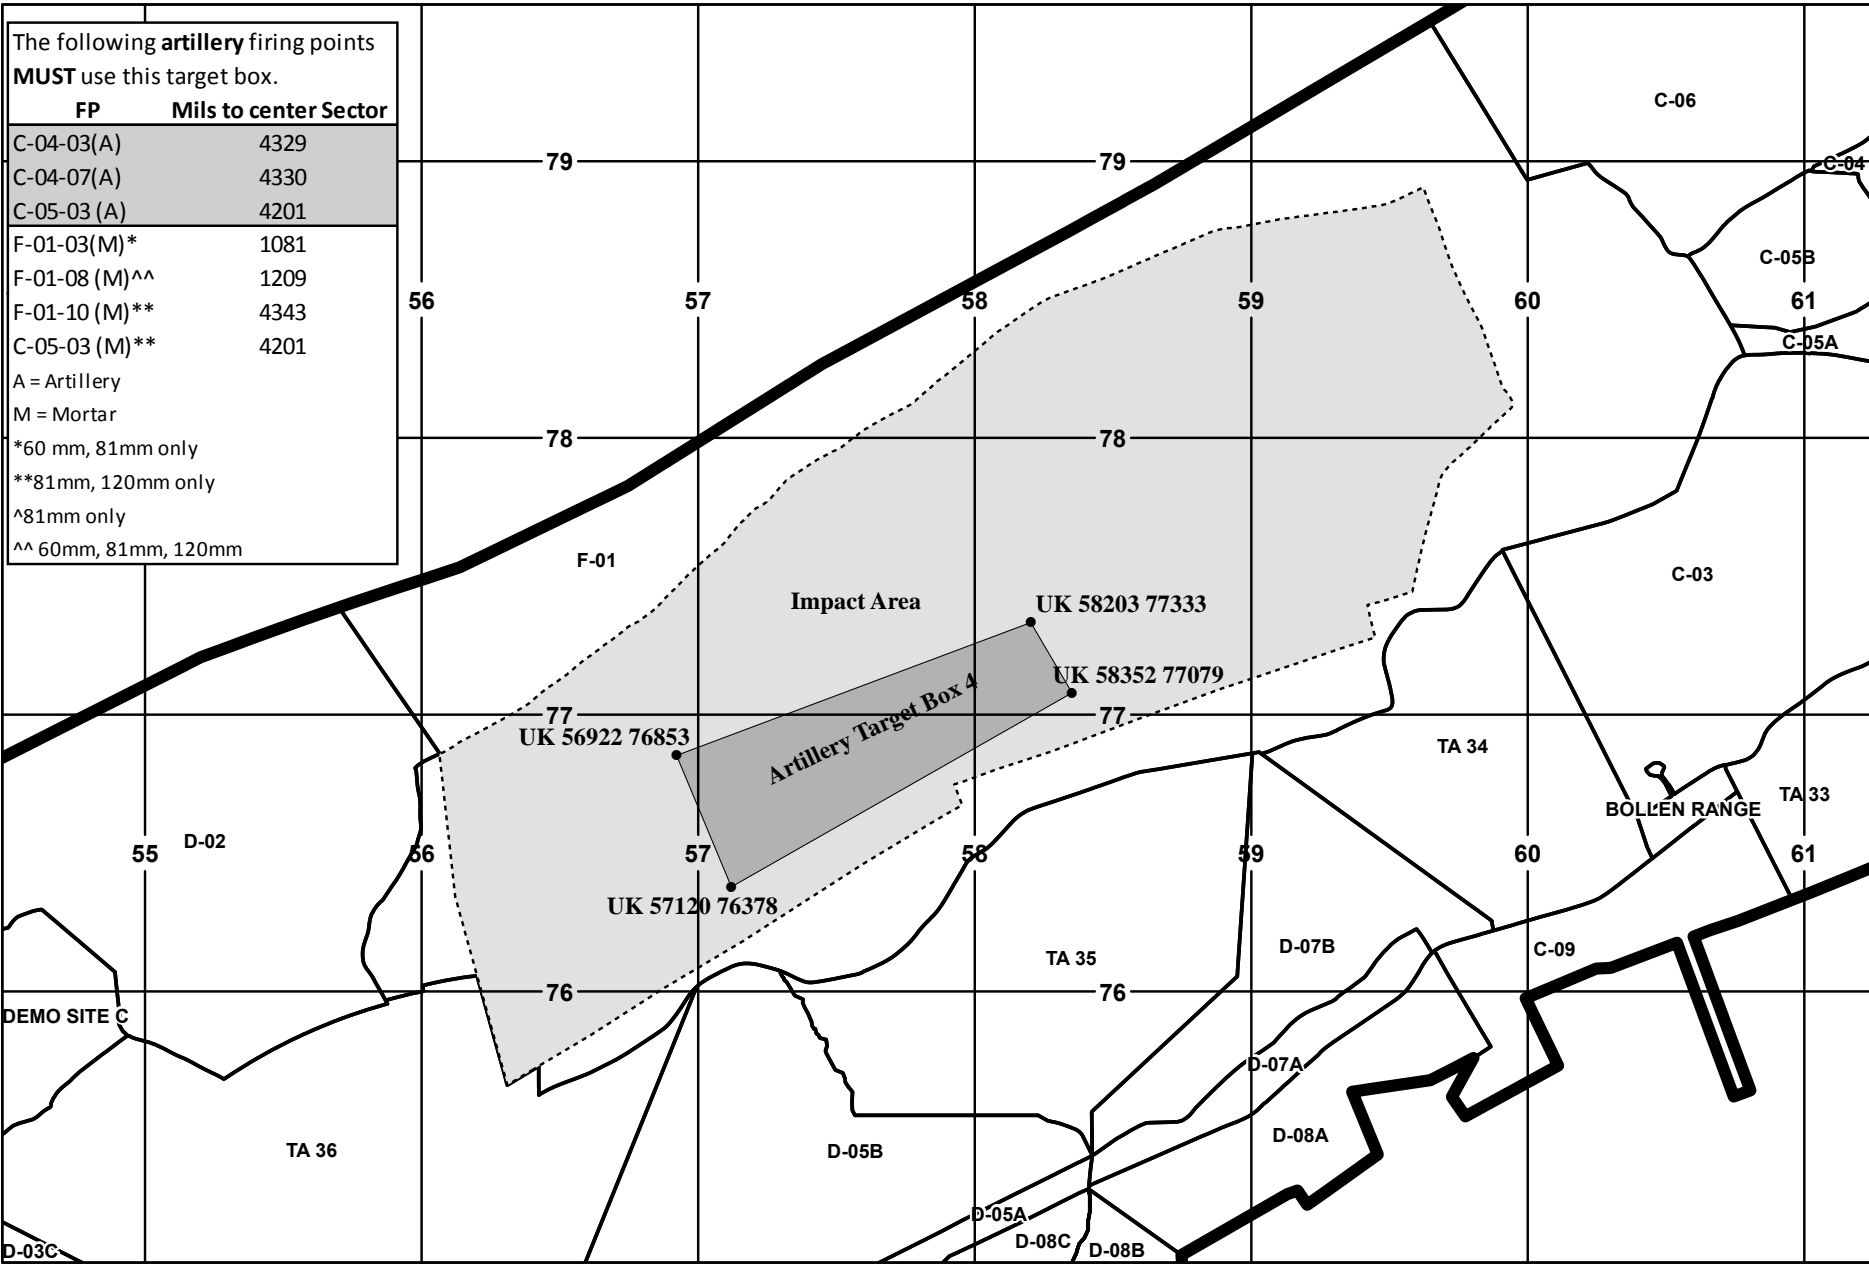 The following artillery firing points
MUST use this target box.
FP Mils to center Sector
C-04-03(A) 4329
C-04-07(A) 4330
C-05-03 (A) 4201
F-01-03(M)* 1081
F-01-08 (M)^^ 1209
F-01-10 (M)** 4343
C-05-03 (M)** 4201
A = Artillery
M = Mortar
*60 mm, 81mm only
**81mm, 120mm only
^81mm only
^^ 60mm, 81mm, 120mm
C-06
79 79
C-04
C-05B
56 57 58 59 60 61
C-05A
78 78
F-01
C-03
Impact Area
UK 58203 77333
UK 58352 77079
Artillery Target Box 4
77 77
UK 56922 76853
TA 34
TA 33
BOLLEN RANGE
D-02
55 56 57 58 59 60 61
UK 57120 76378
D-07B
C-09
TA 35
76 76
DEMO SITE C
D-07A
D-08A
TA 36
D-05B
D-05A
D-08C
D-08B
D-03C